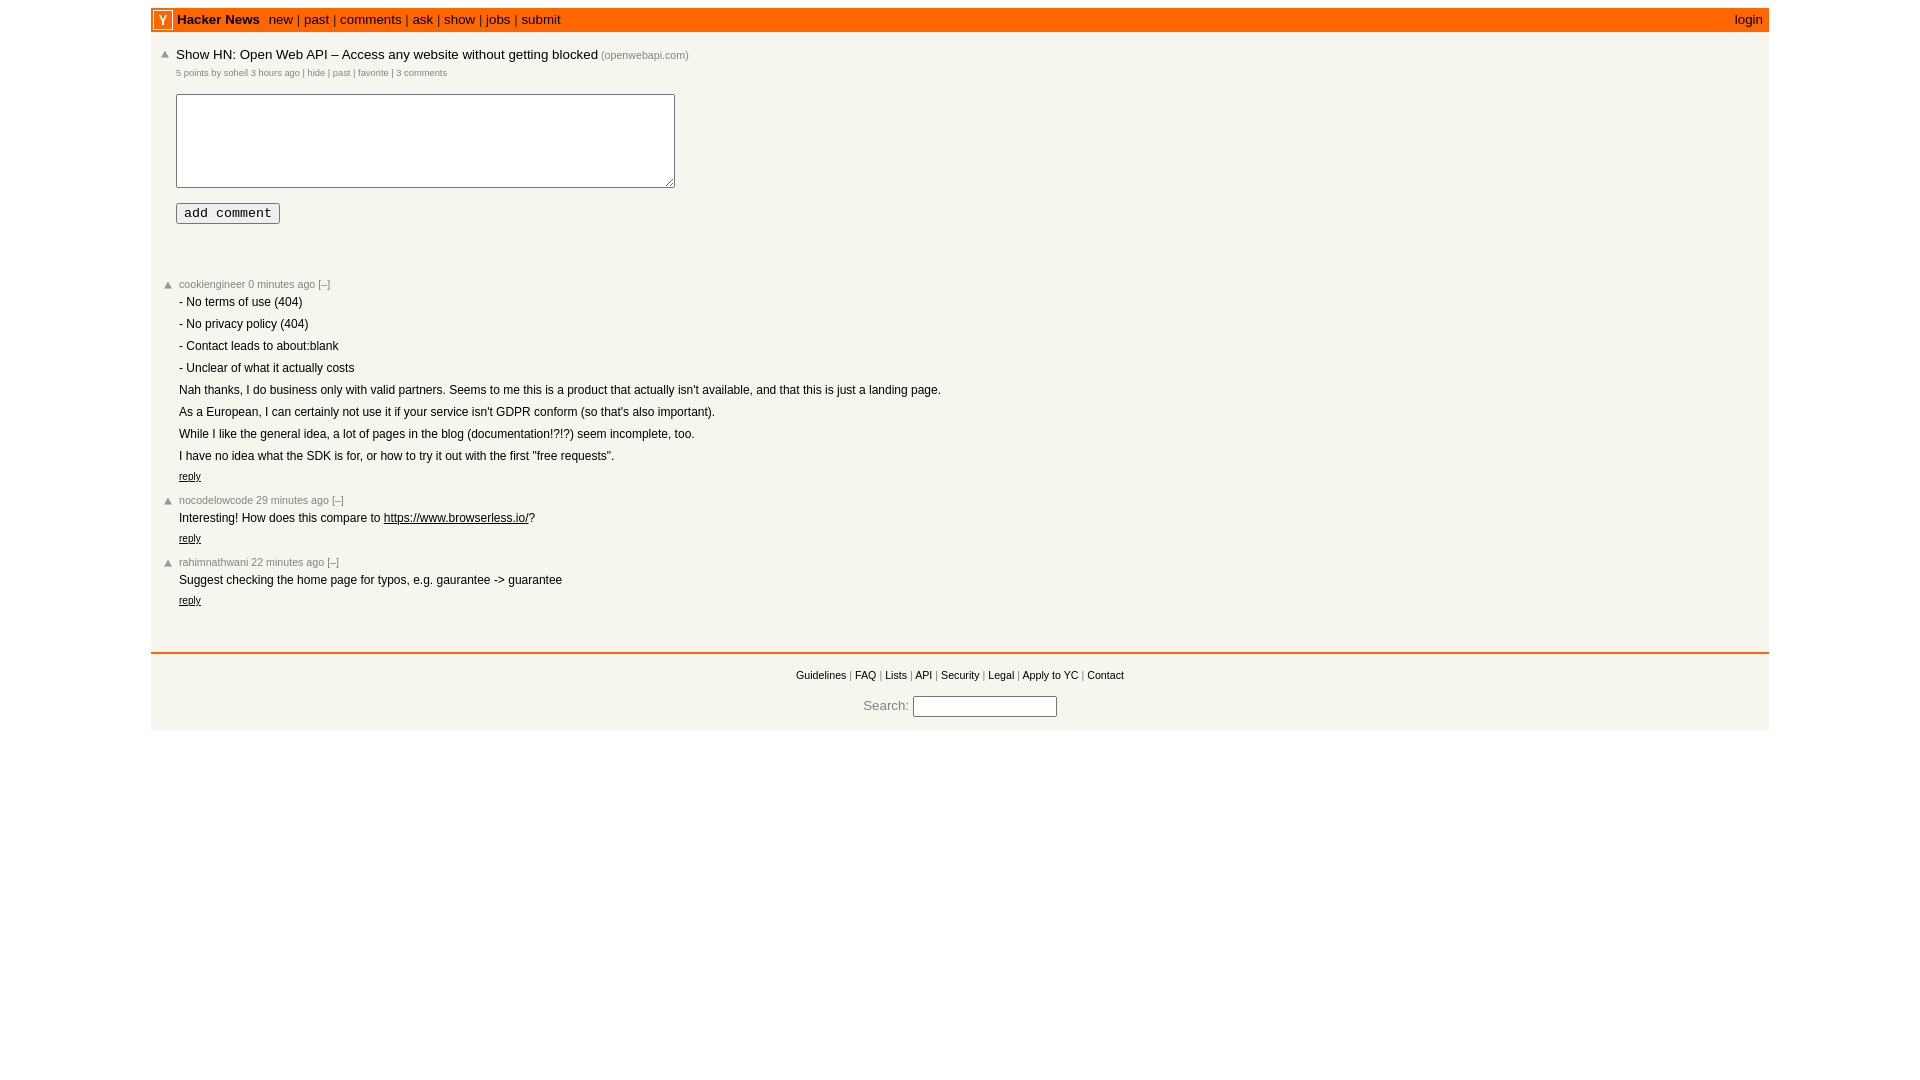 Y Hacker News new | past | comments | ask | show | jobs | submit login
Show HN: Open Web API – Access any website without getting blocked (openwebapi.com)
5 points by soheil 3 hours ago | hide | past | favorite | 3 comments
add comment
cookiengineer 0 minutes ago [–]
- No terms of use (404)
- No privacy policy (404)
- Contact leads to about:blank
- Unclear of what it actually costs
Nah thanks, I do business only with valid partners. Seems to me this is a product that actually isn't available, and that this is just a landing page.
As a European, I can certainly not use it if your service isn't GDPR conform (so that's also important).
While I like the general idea, a lot of pages in the blog (documentation!?!?) seem incomplete, too.
I have no idea what the SDK is for, or how to try it out with the first "free requests".
reply
nocodelowcode 29 minutes ago [–]
Interesting! How does this compare to https://www.browserless.io/?
reply
rahimnathwani 22 minutes ago [–]
Suggest checking the home page for typos, e.g. gaurantee -> guarantee
reply
Guidelines | FAQ | Lists | API | Security | Legal | Apply to YC | Contact
Search: